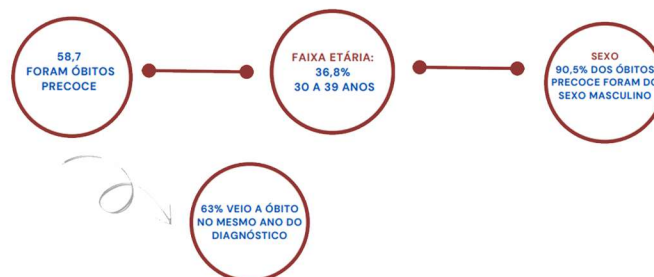 58,7
FORAM ÓBITOS
PRECOCE
FAIXA ETÁRIA:
36,8%
30 A 39 ANOS
SEXO
90,5% DOS ÓBITOS
PRECOCE FORAM DO
SEXO MASCULINO
63% VEIO A ÓBITO
NO MESMO ANO DO
DIAGNÓSTICO